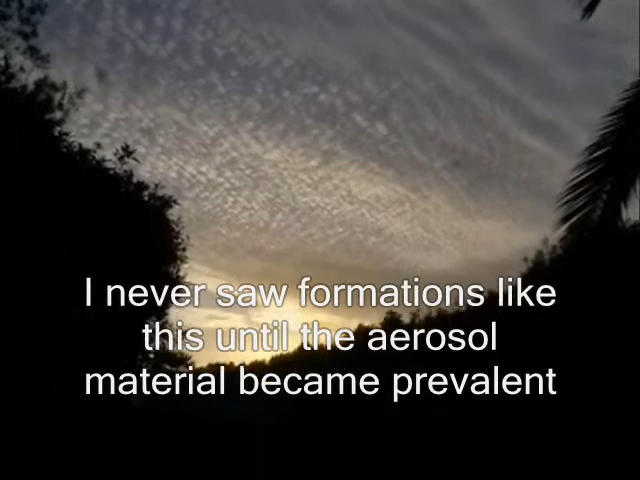 I never saw formations like
this until the aerosol
material became prevalent